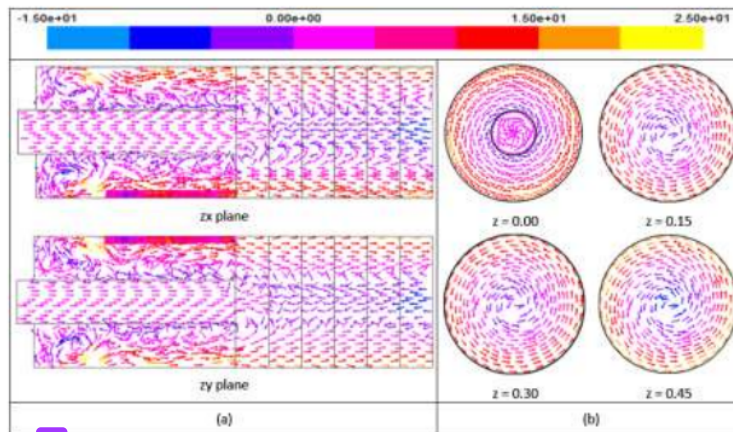 -1.50e+01 0.00e+00 1.50e+01 2.50e+01
zx plane
z = 0.00 z = 0.15
zy plane
z = 0.30 z = 0.45
(a) (b)